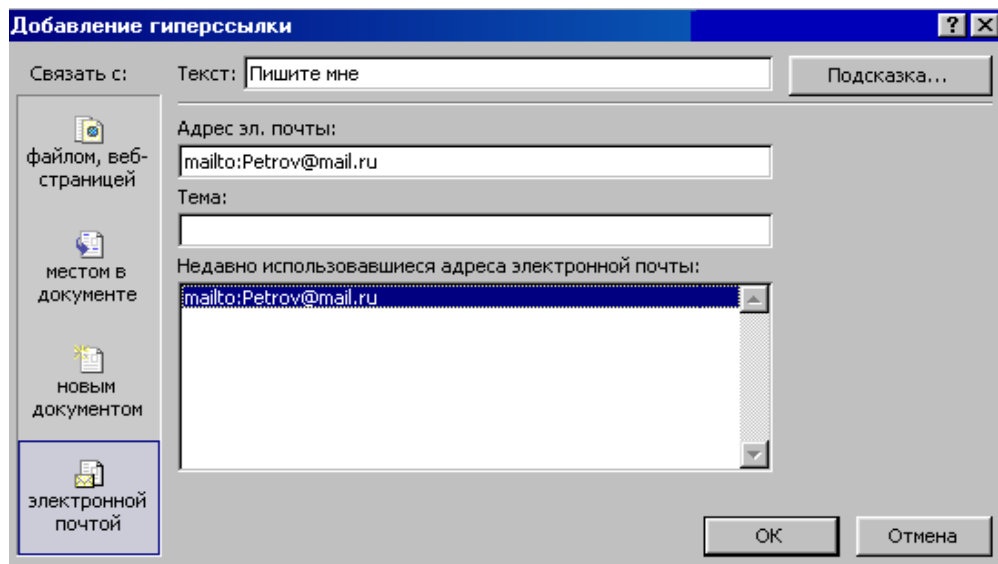 Добавление гиперссылки
Связать с:
Текст: Пишите мне
Подсказка...
файлом, веб-
страницей
местом в
документе
новым
документом
электронной
почтой
Адрес эл. почты:
mailto:Petrov@mail.ru
Тема:
Недавно использовавшиеся адреса электронной почты:
mailto:Petrov@mail.ru
ОК
Отмена